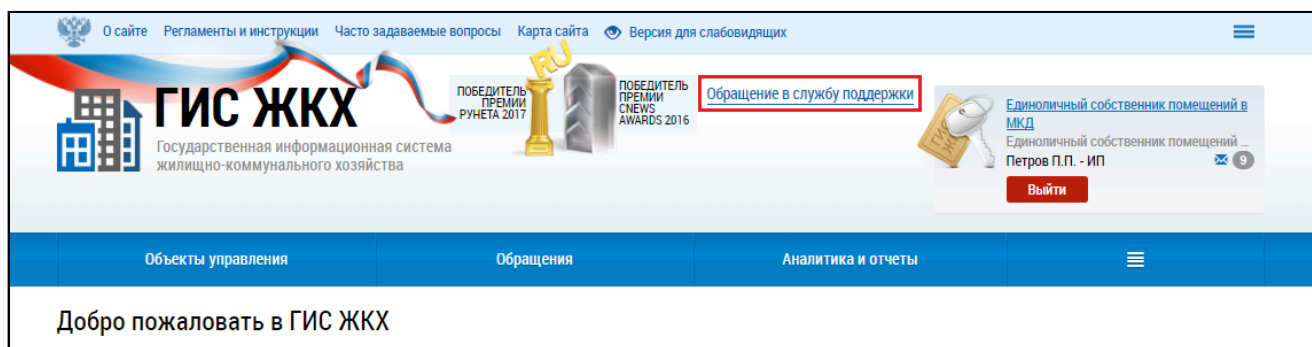 О сайте Регламенты и инструкции Часто задаваемые вопросы Карта сайта Версия для слабовидящих
ГИС ЖКХ
Государственная информационная система
жилищно-коммунального хозяйства
ПОБЕДИТЕЛЬ
ПРЕМИИ
РУНЕТА 2017
RU
ПОБЕДИТЕЛЬ
ПРЕМИИ
CNEWS
AWARDS 2016
Обращение в службу поддержки
ГИС
ЖКХ
Единоличный собственник помещений в
МКД
Единоличный собственник помещений ...
Петров П.П. - ИП 9
Выйти
Объекты управления Обращения Аналитика и отчеты
Добро пожаловать в ГИС ЖКХ